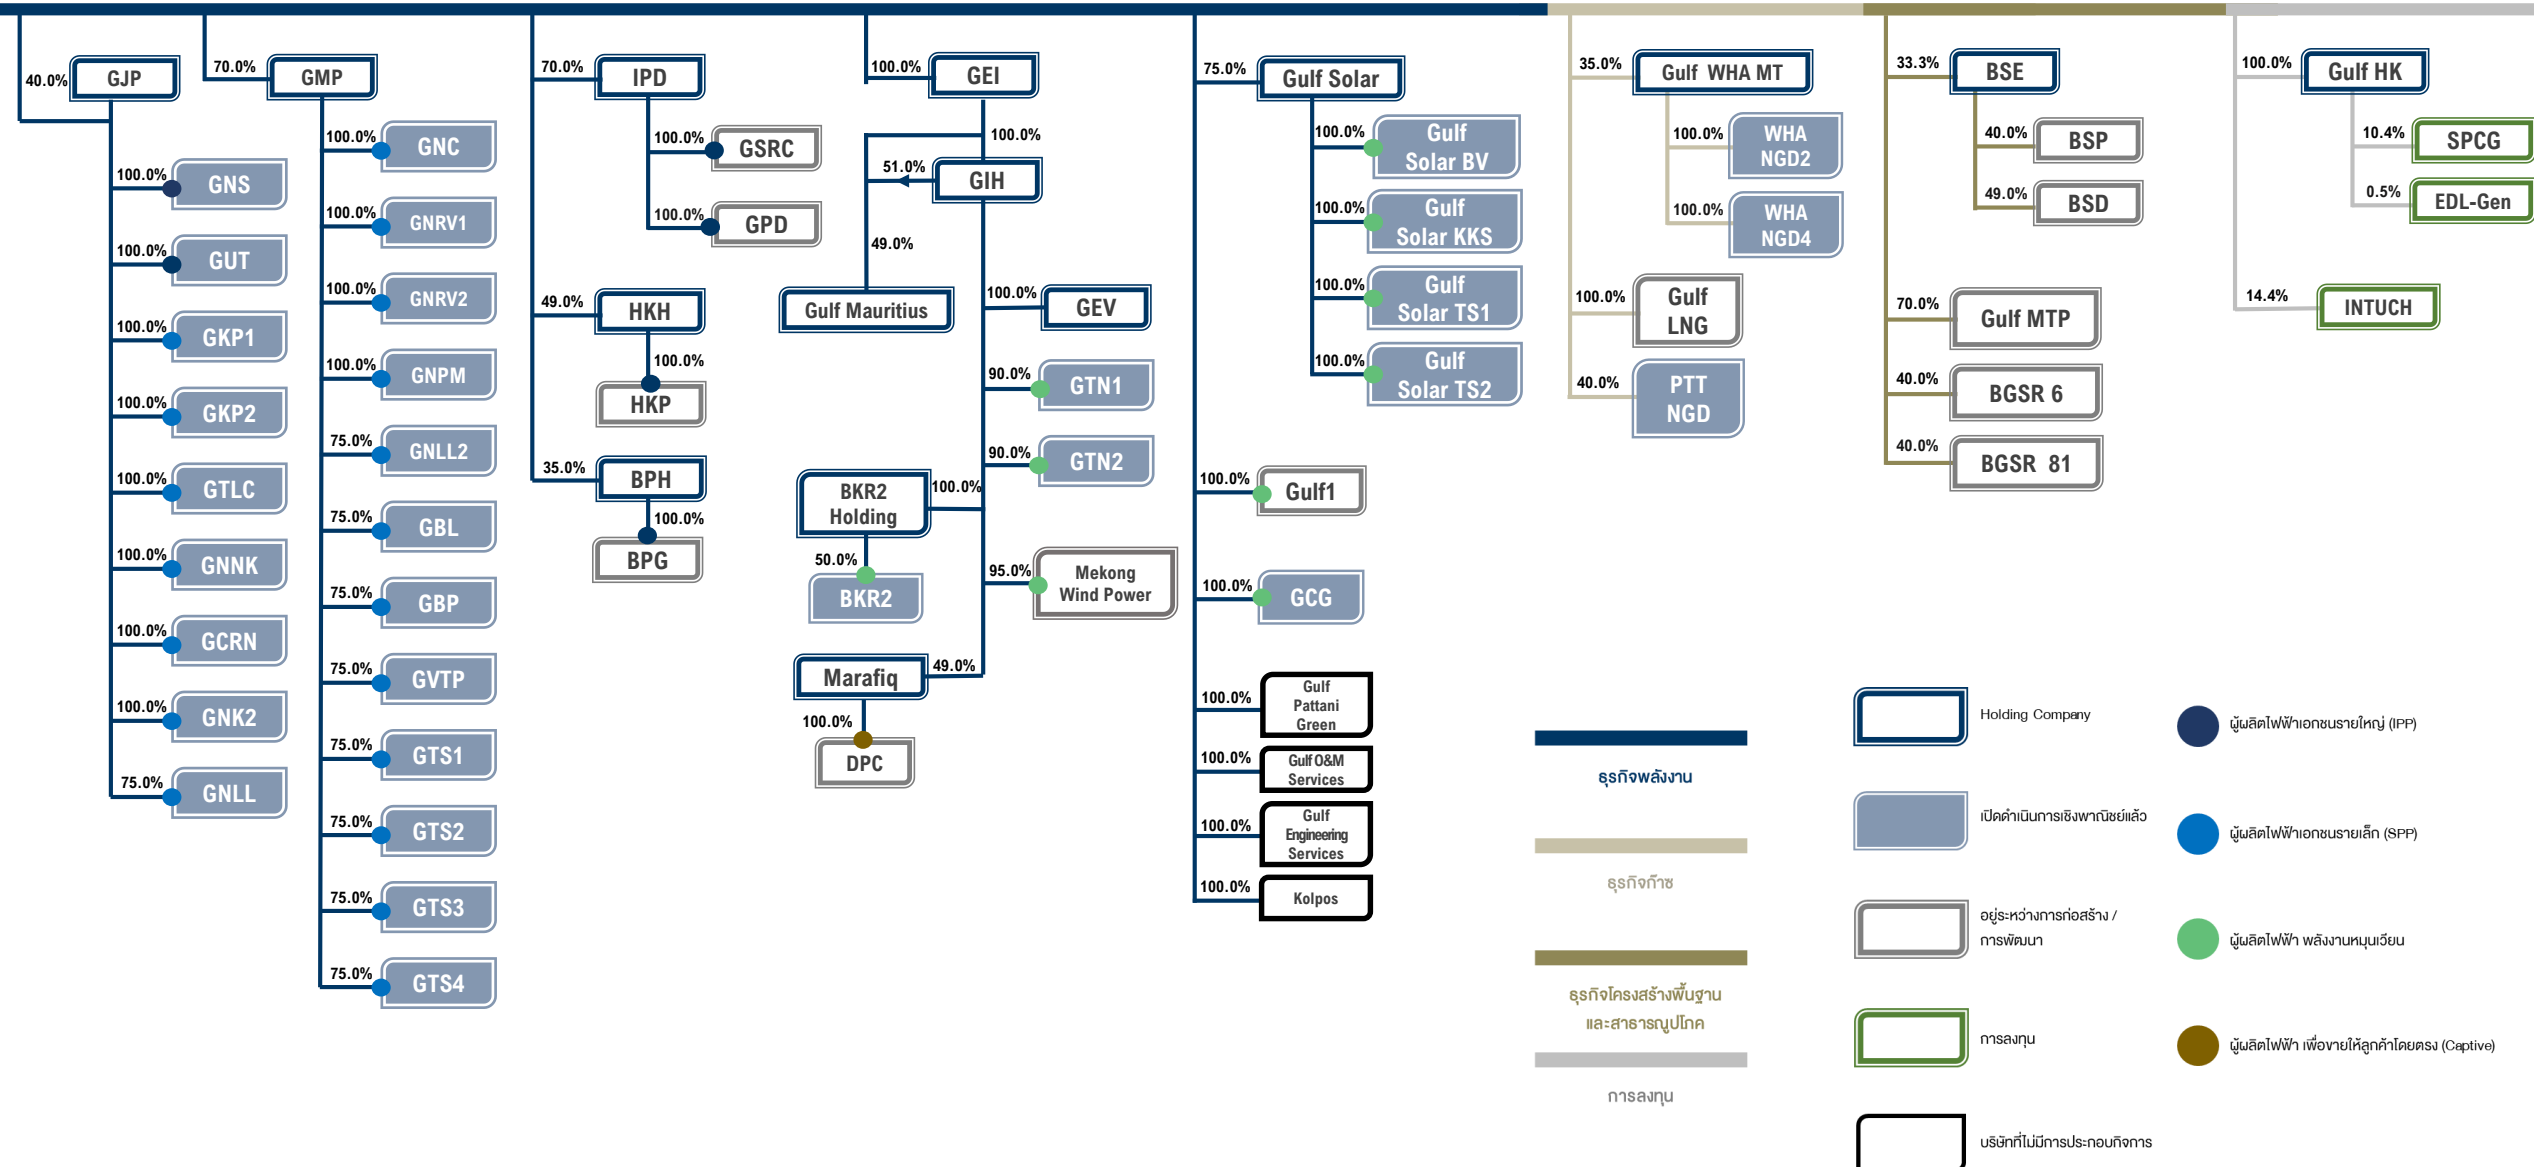 40.0%
GJP
100.0%
GNS
100.0%
GUT
100.0%
GKP1
100.0%
GKP2
100.0%
GTLC
100.0%
GNNK
100.0%
GCRN
100.0%
GNK2
75.0%
GNLL
70.0%
GMP
100.0%
GNC
100.0%
GNRV1
100.0%
GNRV2
100.0%
GNPM
75.0%
GNLL2
75.0%
GBL
75.0%
GBP
75.0%
GVTP
75.0%
GTS1
75.0%
GTS2
75.0%
GTS3
75.0%
GTS4
70.0%
IPD
100.0%
GSRC
100.0%
GPD
49.0%
HKH
100.0%
HKP
35.0%
BPH
100.0%
BPG
100.0%
GEI
100.0%
51.0%
GIH
49.0%
Gulf Mauritius
100.0%
GEV
90.0%
GTN1
90.0%
GTN2
BKR2
Holding
100.0%
50.0%
BKR2
95.0%
Mekong
Wind Power
Marafiq
49.0%
100.0%
DPC
75.0%
Gulf Solar
100.0%
Gulf
Solar BV
100.0%
Gulf
Solar KKS
100.0%
Gulf
Solar TS1
100.0%
Gulf
Solar TS2
100.0%
Gulf1
100.0%
GCG
100.0%
Gulf
Pattani
Green
100.0%
Gulf O&M
Services
100.0%
Gulf
Engineering
Services
100.0%
Kolpos
35.0%
Gulf WHA MT
100.0%
WHA
NGD2
100.0%
WHA
NGD4
100.0%
Gulf
LNG
40.0%
PTT
NGD
33.3%
BSE
40.0%
BSP
49.0%
BSD
70.0%
Gulf MTP
40.0%
BGSR 6
40.0%
BGSR 81
100.0%
Gulf HK
10.4%
SPCG
0.5%
EDL-Gen
14.4%
INTUCH
ธุรกิจพลังงาน
ธุรกิจก๊าซ
ธุรกิจโครงสร้างพื้นฐาน
และสาธารณูปโภค
การลงทุน
Holding Company
เปิดดำเนินการเชิงพาณิชย์แล้ว
อยู่ระหว่างการก่อสร้าง /
การพัฒนา
การลงทุน
บริษัทที่ไม่มีการประกอบกิจการ
ผู้ผลิตไฟฟ้าเอกชนรายใหญ่ (IPP)
ผู้ผลิตไฟฟ้าเอกชนรายเล็ก (SPP)
ผู้ผลิตไฟฟ้า พลังงานหมุนเวียน
ผู้ผลิตไฟฟ้า เพื่อขายให้ลูกค้าโดยตรง (Captive)